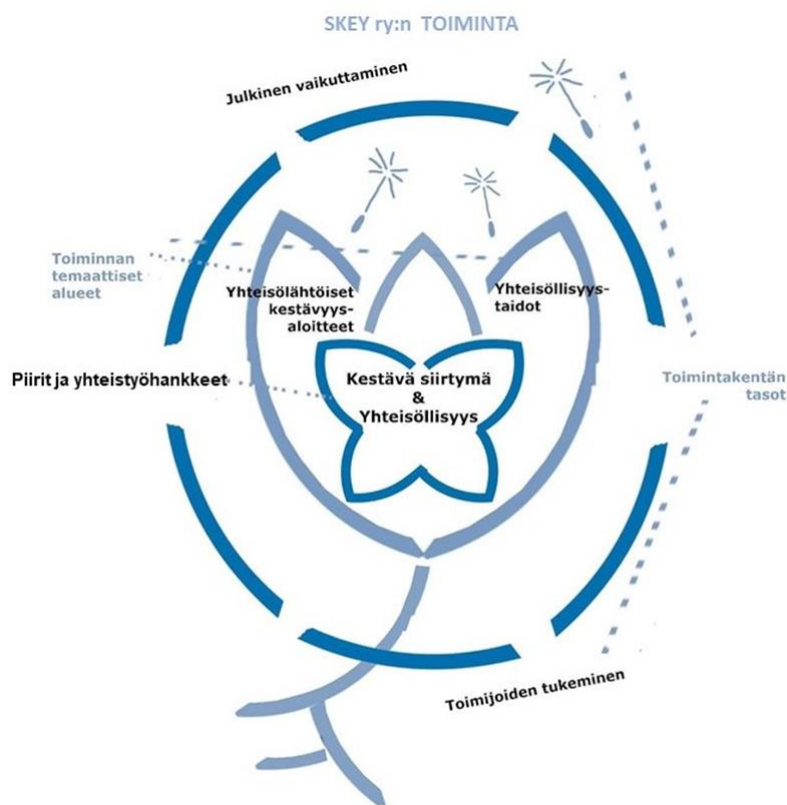 SKEY ry:n TOIMINTA
Julkinen vaikuttaminen
Toiminnan
temaattiset
alueet
Yhteisölähtöiset
kestävyys-
aloitteet
Yhteisöllisyys-
taidot
Piirit ja yhteistyöhankkeet
Kestävä siirtymä
&
Yhteisöllisyys
Toimintakentän
tasot
Toimijoiden tukeminen